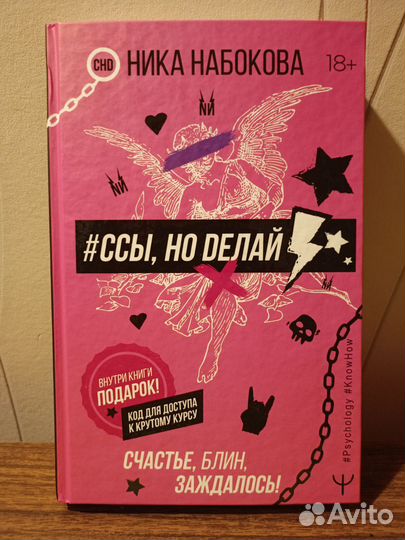 CHD
НИКА НАБОКОВА
18+
#ССЫ, НО DЕЛАЙ
ВНУТРИ КНИГИ
ПОДАРОК!
КОД ДЛЯ ДОСТУПА
К КРУТОМУ КУРСУ
СЧАСТЬЕ, БЛИН,
ЗАЖДАЛОСЬ!
#Psychology #KnowHow
Avito